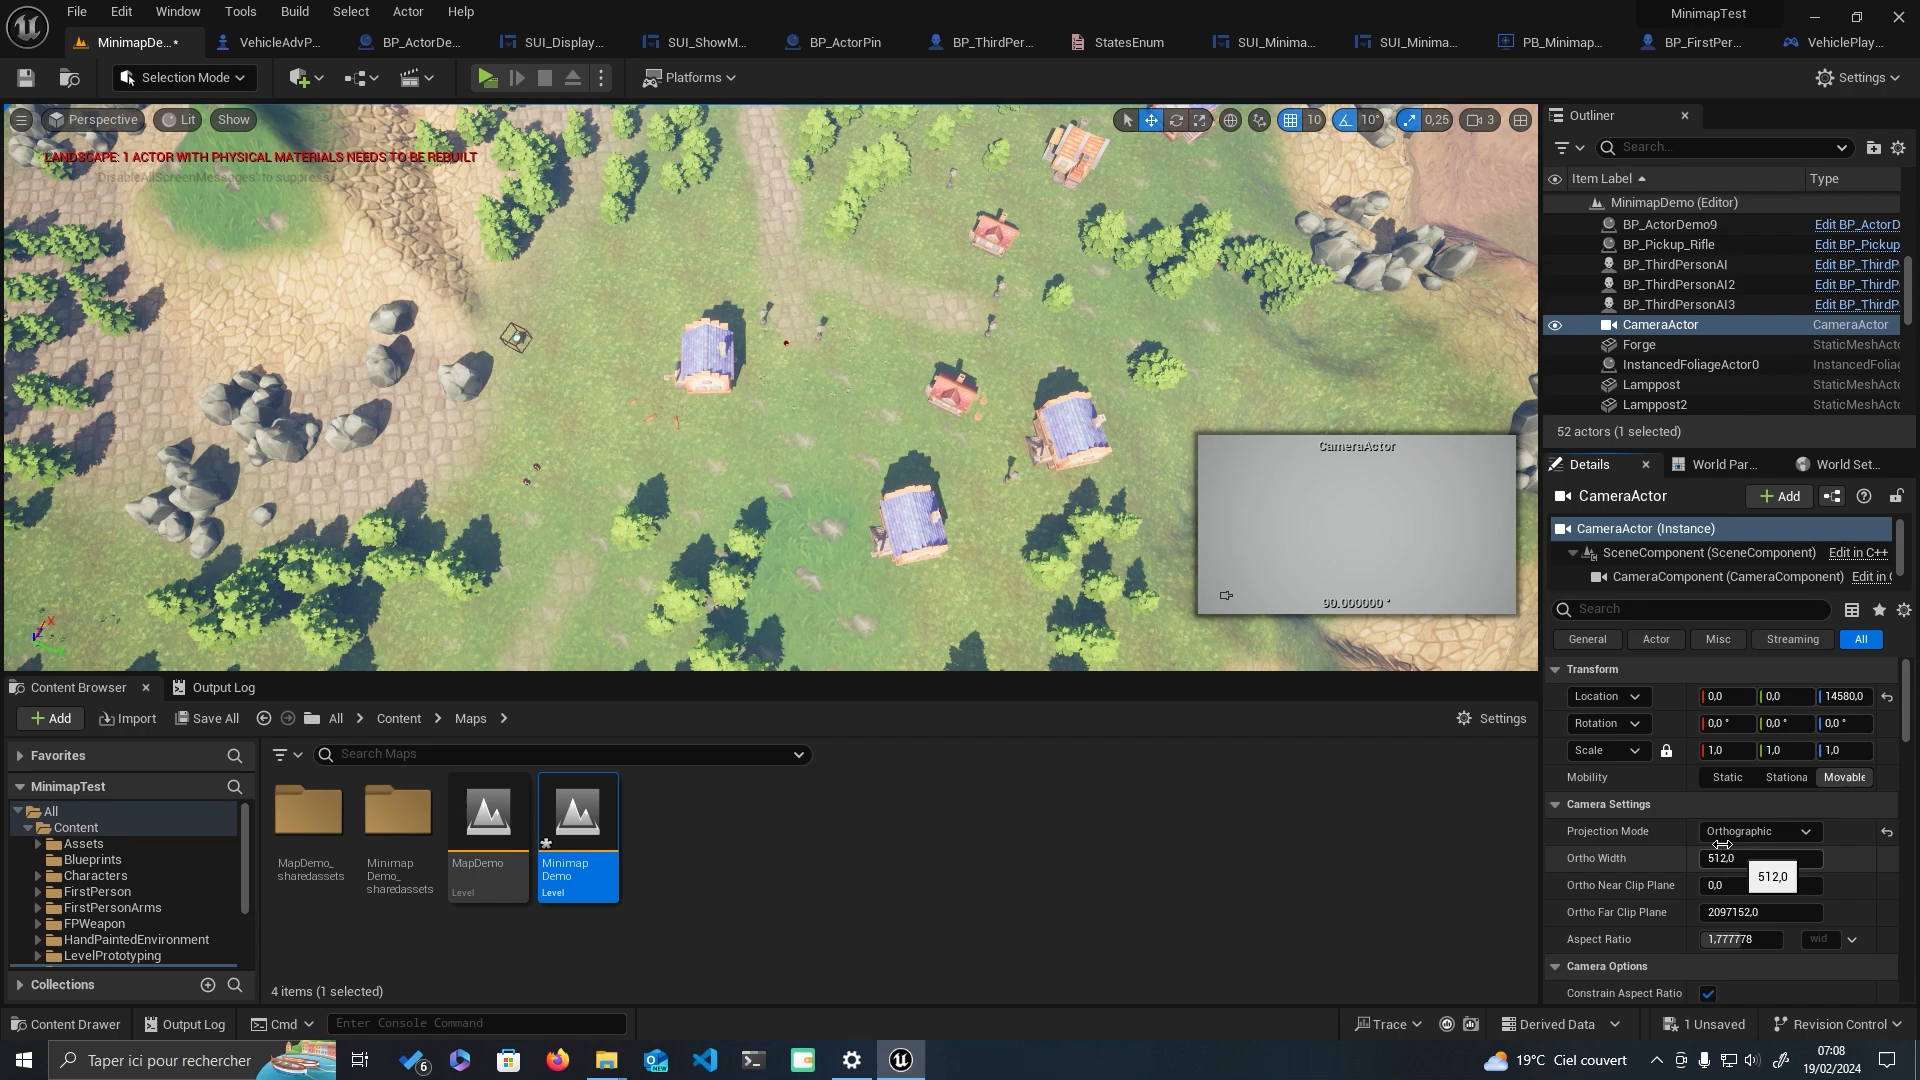 File Edit Window Tools Build Select Actor Help
MinimapTest
MinimapDe...• VehicleAdvP... BP_ActorDe... SUI_Display... SUI_ShowM... BP_ActorPin BP_ThirdPer... StatesEnum SUI_Minima... SUI_Minima... PB_Minimap... BP_FirstPer... VehiclePlay...
Selection Mode Platforms Settings
Perspective Lit Show 10 10° 0,25 3
LANDSCAPE: 1 ACTOR WITH PHYSICAL MATERIALS NEEDS TO BE REBUILT
'DisableAllScreenMessages' to suppress
CameraActor
90.000000 °
Outliner
Search...
Item Label Type
MinimapDemo (Editor)
BP_ActorDemo9 Edit BP_ActorD
BP_Pickup_Rifle Edit BP_Pickup
BP_ThirdPersonAI Edit BP_ThirdP
BP_ThirdPersonAI2 Edit BP_ThirdP
BP_ThirdPersonAI3 Edit BP_ThirdP
CameraActor CameraActor
Forge StaticMeshActo
InstancedFoliageActor0 InstancedFoliag
Lamppost StaticMeshActo
Lamppost2 StaticMeshActo
52 actors (1 selected)
Details World Par... World Set...
CameraActor Add
CameraActor (Instance)
SceneComponent (SceneComponent) Edit in C++
CameraComponent (CameraComponent) Edit in C
Search
General Actor Misc Streaming All
Transform
Location 0,0 0,0 14580,0
Rotation 0,0 ° 0,0 ° 0,0 °
Scale 1,0 1,0 1,0
Mobility Static Stationa Movable
Camera Settings
Projection Mode Orthographic
Ortho Width 512,0
512,0
Ortho Near Clip Plane 0,0
Ortho Far Clip Plane 2097152,0
Aspect Ratio 1,777778 wid
Camera Options
Constrain Aspect Ratio
Content Browser Output Log
Add Import Save All All Content Maps Settings
Favorites
Search Maps
MinimapTest
All
Content
Assets
Blueprints
Characters
FirstPerson
FirstPersonArms
FPWeapon
HandPaintedEnvironment
LevelPrototyping
Collections
MapDemo_
sharedassets
Minimap
Demo_
sharedassets
MapDemo
Level
Minimap
Demo
Level
4 items (1 selected)
Content Drawer Output Log Cmd Enter Console Command Trace Derived Data 1 Unsaved Revision Control
Taper ici pour rechercher 6 19°C Ciel couvert 07:08
19/02/2024